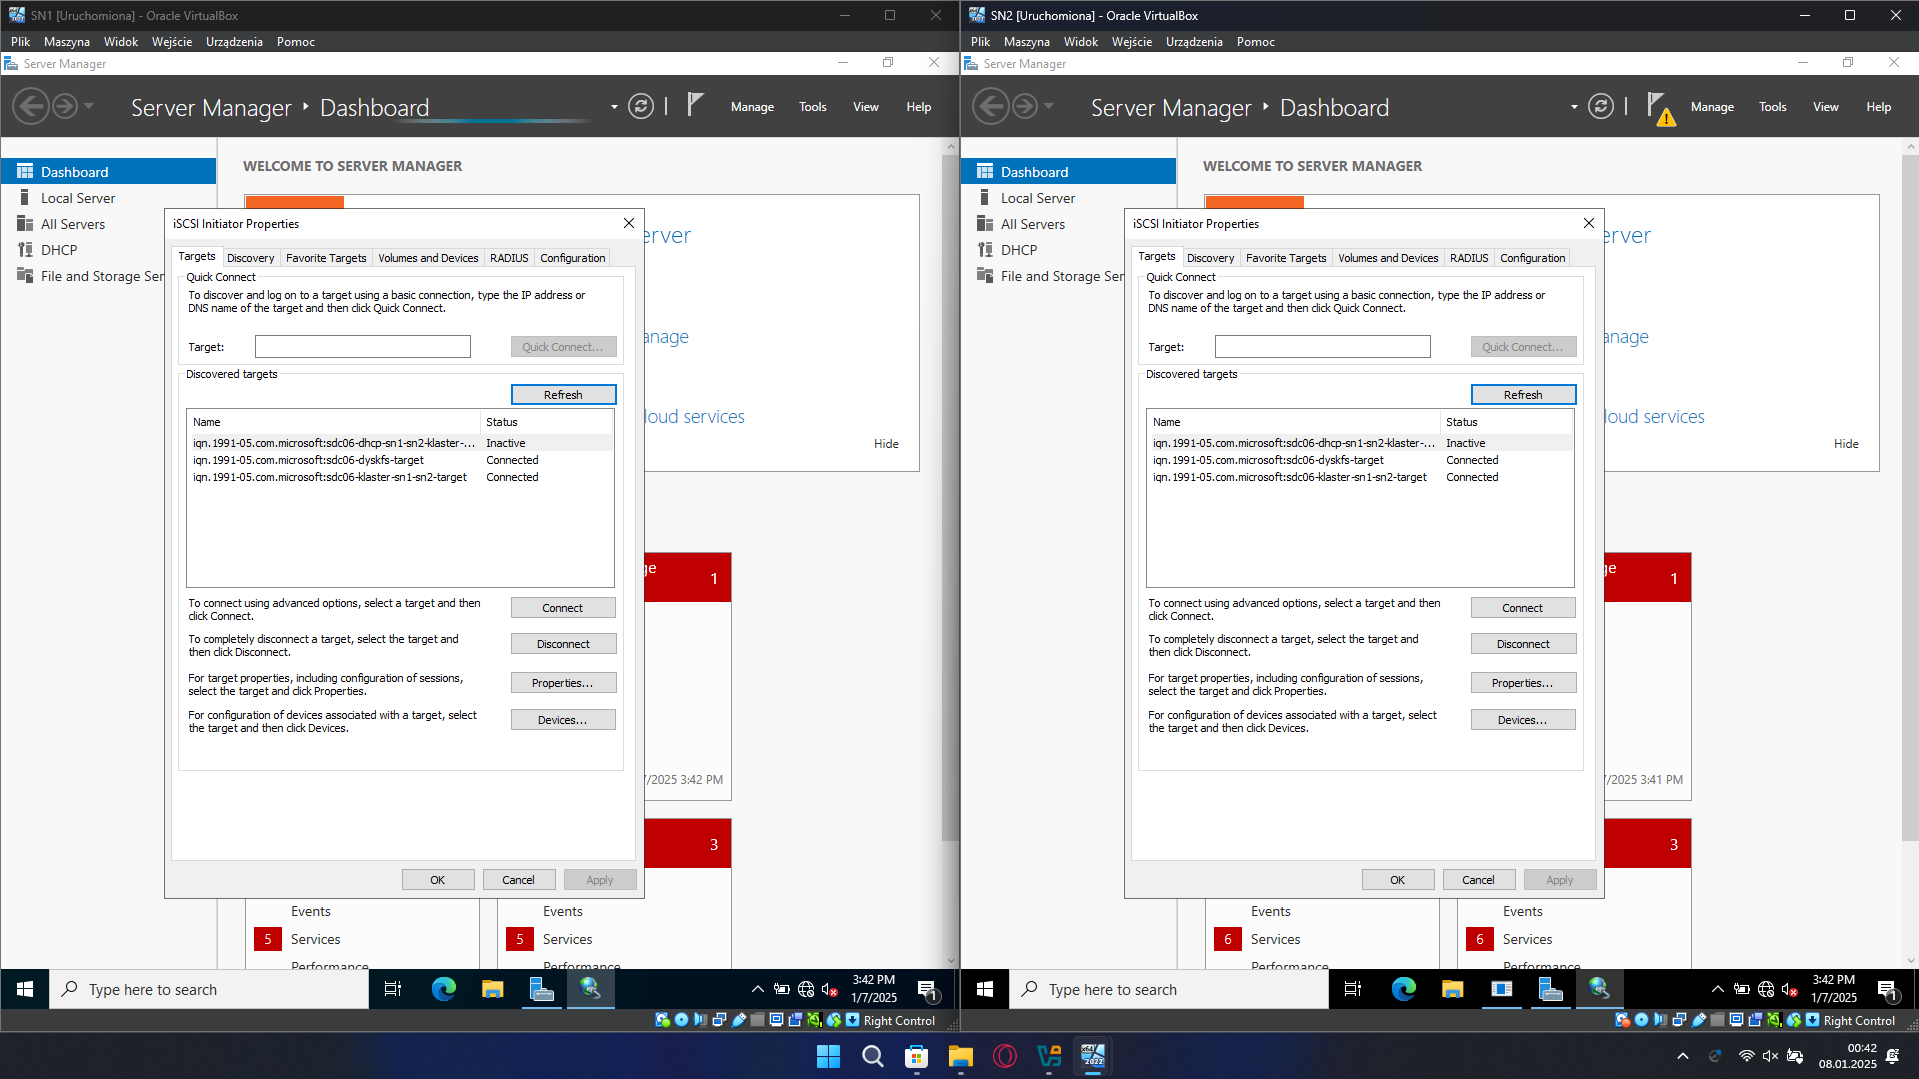 SN1 [Uruchomiona] - Oracle VirtualBox
Plik Maszyna Widok Wejście Urządzenia Pomoc
Server Manager
Server Manager Dashboard
Manage Tools View Help
Dashboard
Local Server
All Servers
DHCP
File and Storage Ser
WELCOME TO SERVER MANAGER
erver
anage
loud services
Hide
iSCSI Initiator Properties
Targets Discovery Favorite Targets Volumes and Devices RADIUS Configuration
Quick Connect
To discover and log on to a target using a basic connection, type the IP address or
DNS name of the target and then click Quick Connect.
Target: Quick Connect...
Discovered targets
Refresh
Name Status
iqn.1991-05.com.microsoft:sdc06-dhcp-sn1-sn2-klaster-... Inactive
iqn.1991-05.com.microsoft:sdc06-dyskfs-target Connected
iqn.1991-05.com.microsoft:sdc06-klaster-sn1-sn2-target Connected
To connect using advanced options, select a target and then
click Connect.
Connect
To completely disconnect a target, select the target and
then click Disconnect.
Disconnect
For target properties, including configuration of sessions,
select the target and click Properties.
Properties...
For configuration of devices associated with a target, select
the target and then click Devices.
Devices...
OK Cancel Apply
ge 1
7/2025 3:42 PM
3
Events
5 Services
Performance
Events
5 Services
Performance
Type here to search
3:42 PM
1/7/2025
1
Right Control
SN2 [Uruchomiona] - Oracle VirtualBox
Plik Maszyna Widok Wejście Urządzenia Pomoc
Server Manager
Server Manager Dashboard
Manage Tools View Help
Dashboard
Local Server
All Servers
DHCP
File and Storage Ser
WELCOME TO SERVER MANAGER
erver
anage
loud services
Hide
iSCSI Initiator Properties
Targets Discovery Favorite Targets Volumes and Devices RADIUS Configuration
Quick Connect
To discover and log on to a target using a basic connection, type the IP address or
DNS name of the target and then click Quick Connect.
Target: Quick Connect...
Discovered targets
Refresh
Name Status
iqn.1991-05.com.microsoft:sdc06-dhcp-sn1-sn2-klaster-... Inactive
iqn.1991-05.com.microsoft:sdc06-dyskfs-target Connected
iqn.1991-05.com.microsoft:sdc06-klaster-sn1-sn2-target Connected
To connect using advanced options, select a target and then
click Connect.
Connect
To completely disconnect a target, select the target and
then click Disconnect.
Disconnect
For target properties, including configuration of sessions,
select the target and click Properties.
Properties...
For configuration of devices associated with a target, select
the target and then click Devices.
Devices...
OK Cancel Apply
ge 1
7/2025 3:41 PM
3
Events
6 Services
Performance
Events
6 Services
Performance
Type here to search
3:42 PM
1/7/2025
1
Right Control
00:42
08.01.2025